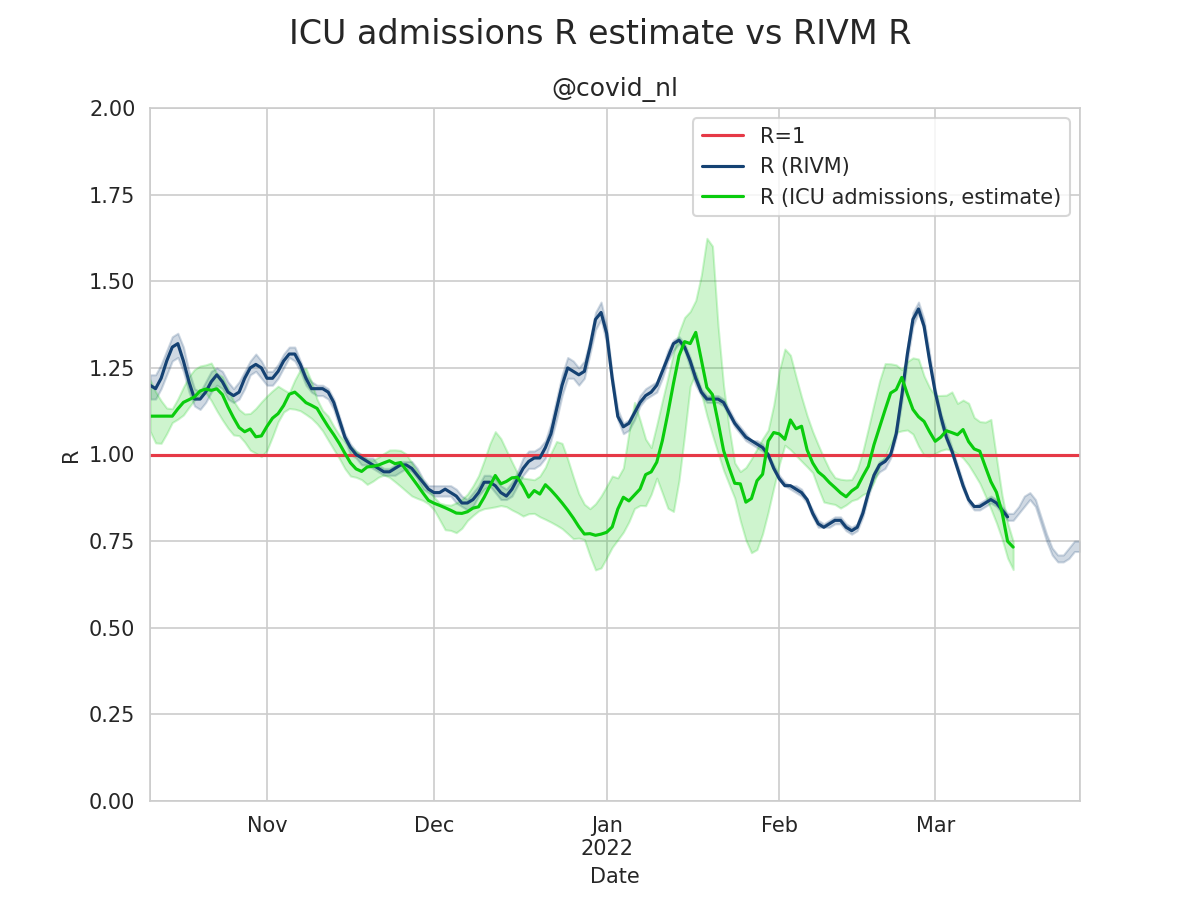 ICU admissions R estimate vs RIVM R
@covid_nl
R=1
R (RIVM)
R (ICU admissions, estimate)
2.00
1.75
1.50
1.25
1.00
0.75
0.50
0.25
0.00
R
Nov
Dec
Jan
2022
Feb
Mar
Date